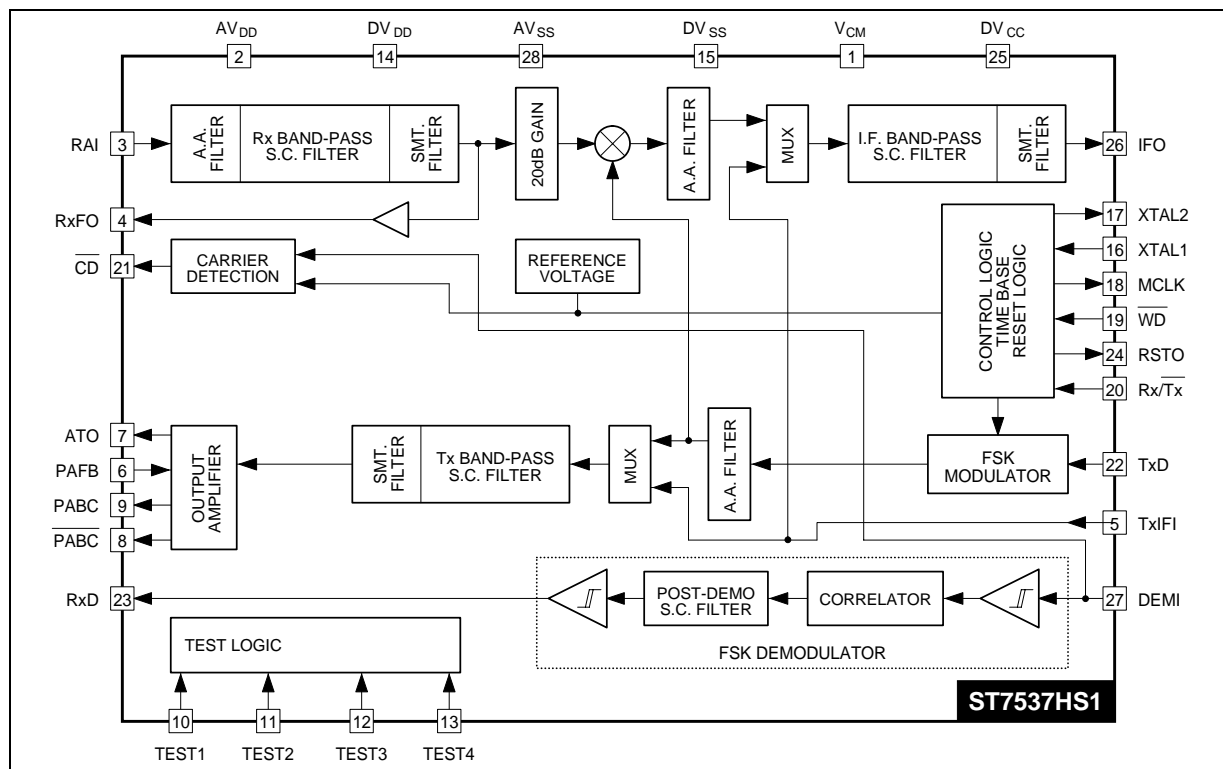 AVDD DVDD AVSS DVSS VCM DVCC
2 14 28 15 1 25
RAI 3
A.A. FILTER
Rx BAND-PASS
S.C. FILTER
SMT. FILTER
20dB GAIN
A.A. FILTER
MUX
I.F. BAND-PASS
S.C. FILTER
SMT. FILTER
26 IFO
RxFO 4
C̅D̅ 21
CARRIER
DETECTION
REFERENCE
VOLTAGE
CONTROL LOGIC
TIME BASE
RESET LOGIC
17 XTAL2
16 XTAL1
18 MCLK
19 W̅D̅
24 RSTO
20 Rx/T̅x̅
ATO 7
PAFB 6
PABC 9
P̅A̅B̅C̅ 8
OUTPUT
AMPLIFIER
SMT. FILTER
Tx BAND-PASS
S.C. FILTER
MUX
A.A. FILTER
FSK
MODULATOR
22 TxD
5 TxIFI
RxD 23
POST-DEMO
S.C. FILTER
CORRELATOR
27 DEMI
FSK DEMODULATOR
TEST LOGIC
ST7537HS1
10 11 12 13
TEST1 TEST2 TEST3 TEST4